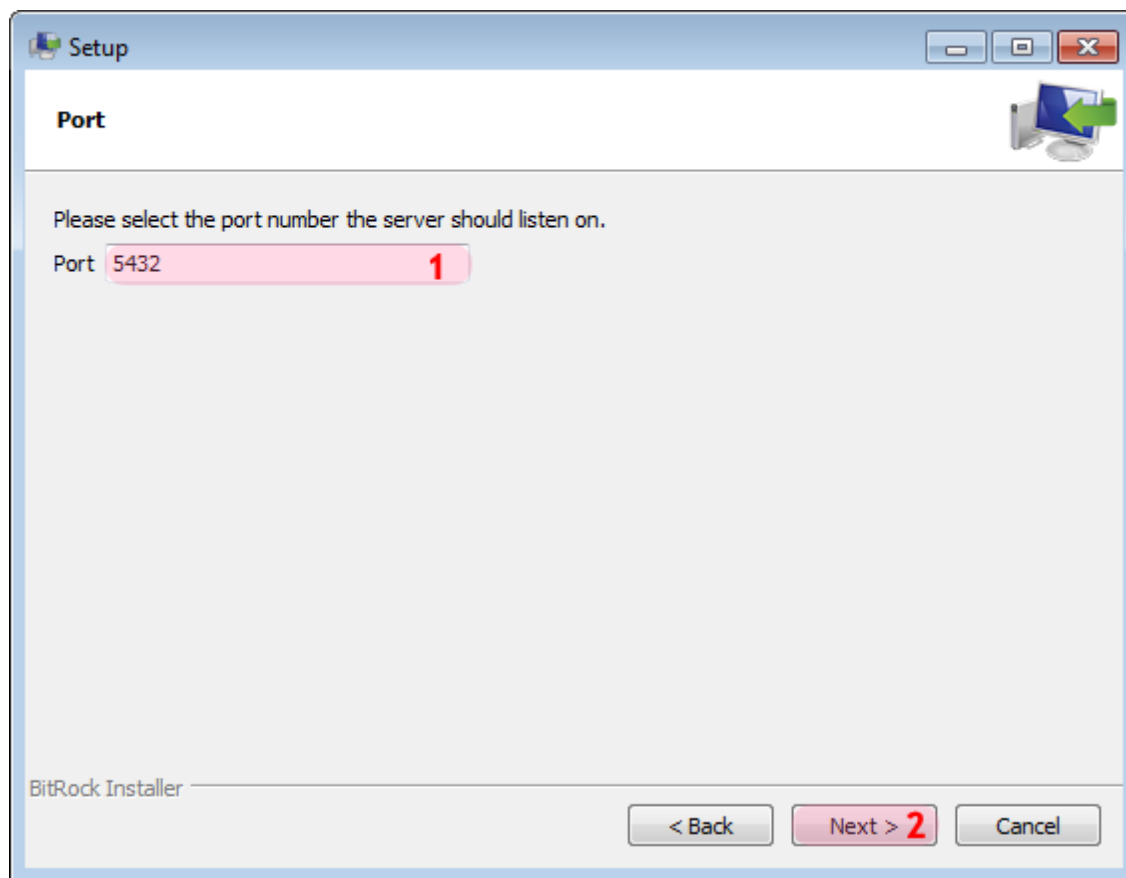 Setup
Port
Please select the port number the server should listen on.
Port 5432 1
BitRock Installer
< Back Next > 2 Cancel